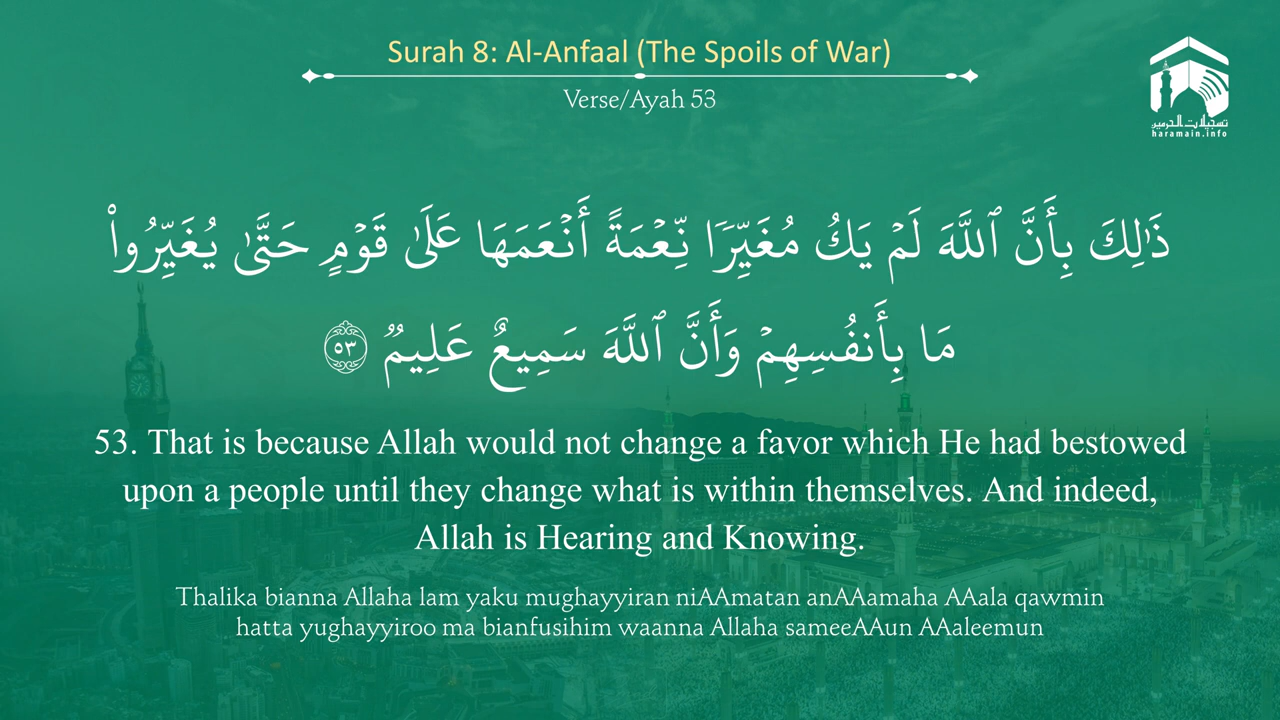 Surah 8: Al-Anfaal (The Spoils of War)
Verse/Ayah 53
تسجيلات الحرمين
haramain.info
ذَٰلِكَ بِأَنَّ ٱللَّهَ لَمْ يَكُ مُغَيِّرًا نِّعْمَةً أَنْعَمَهَا عَلَىٰ قَوْمٍ حَتَّىٰ يُغَيِّرُوا۟
مَا بِأَنفُسِهِمْ وَأَنَّ ٱللَّهَ سَمِيعٌ عَلِيمٌ ٥٣
53. That is because Allah would not change a favor which He had bestowed
upon a people until they change what is within themselves. And indeed,
Allah is Hearing and Knowing.
Thalika bianna Allaha lam yaku mughayyiran niAAmatan anAAamaha AAala qawmin
hatta yughayyiroo ma bianfusihim waanna Allaha sameeAAun AAaleemun